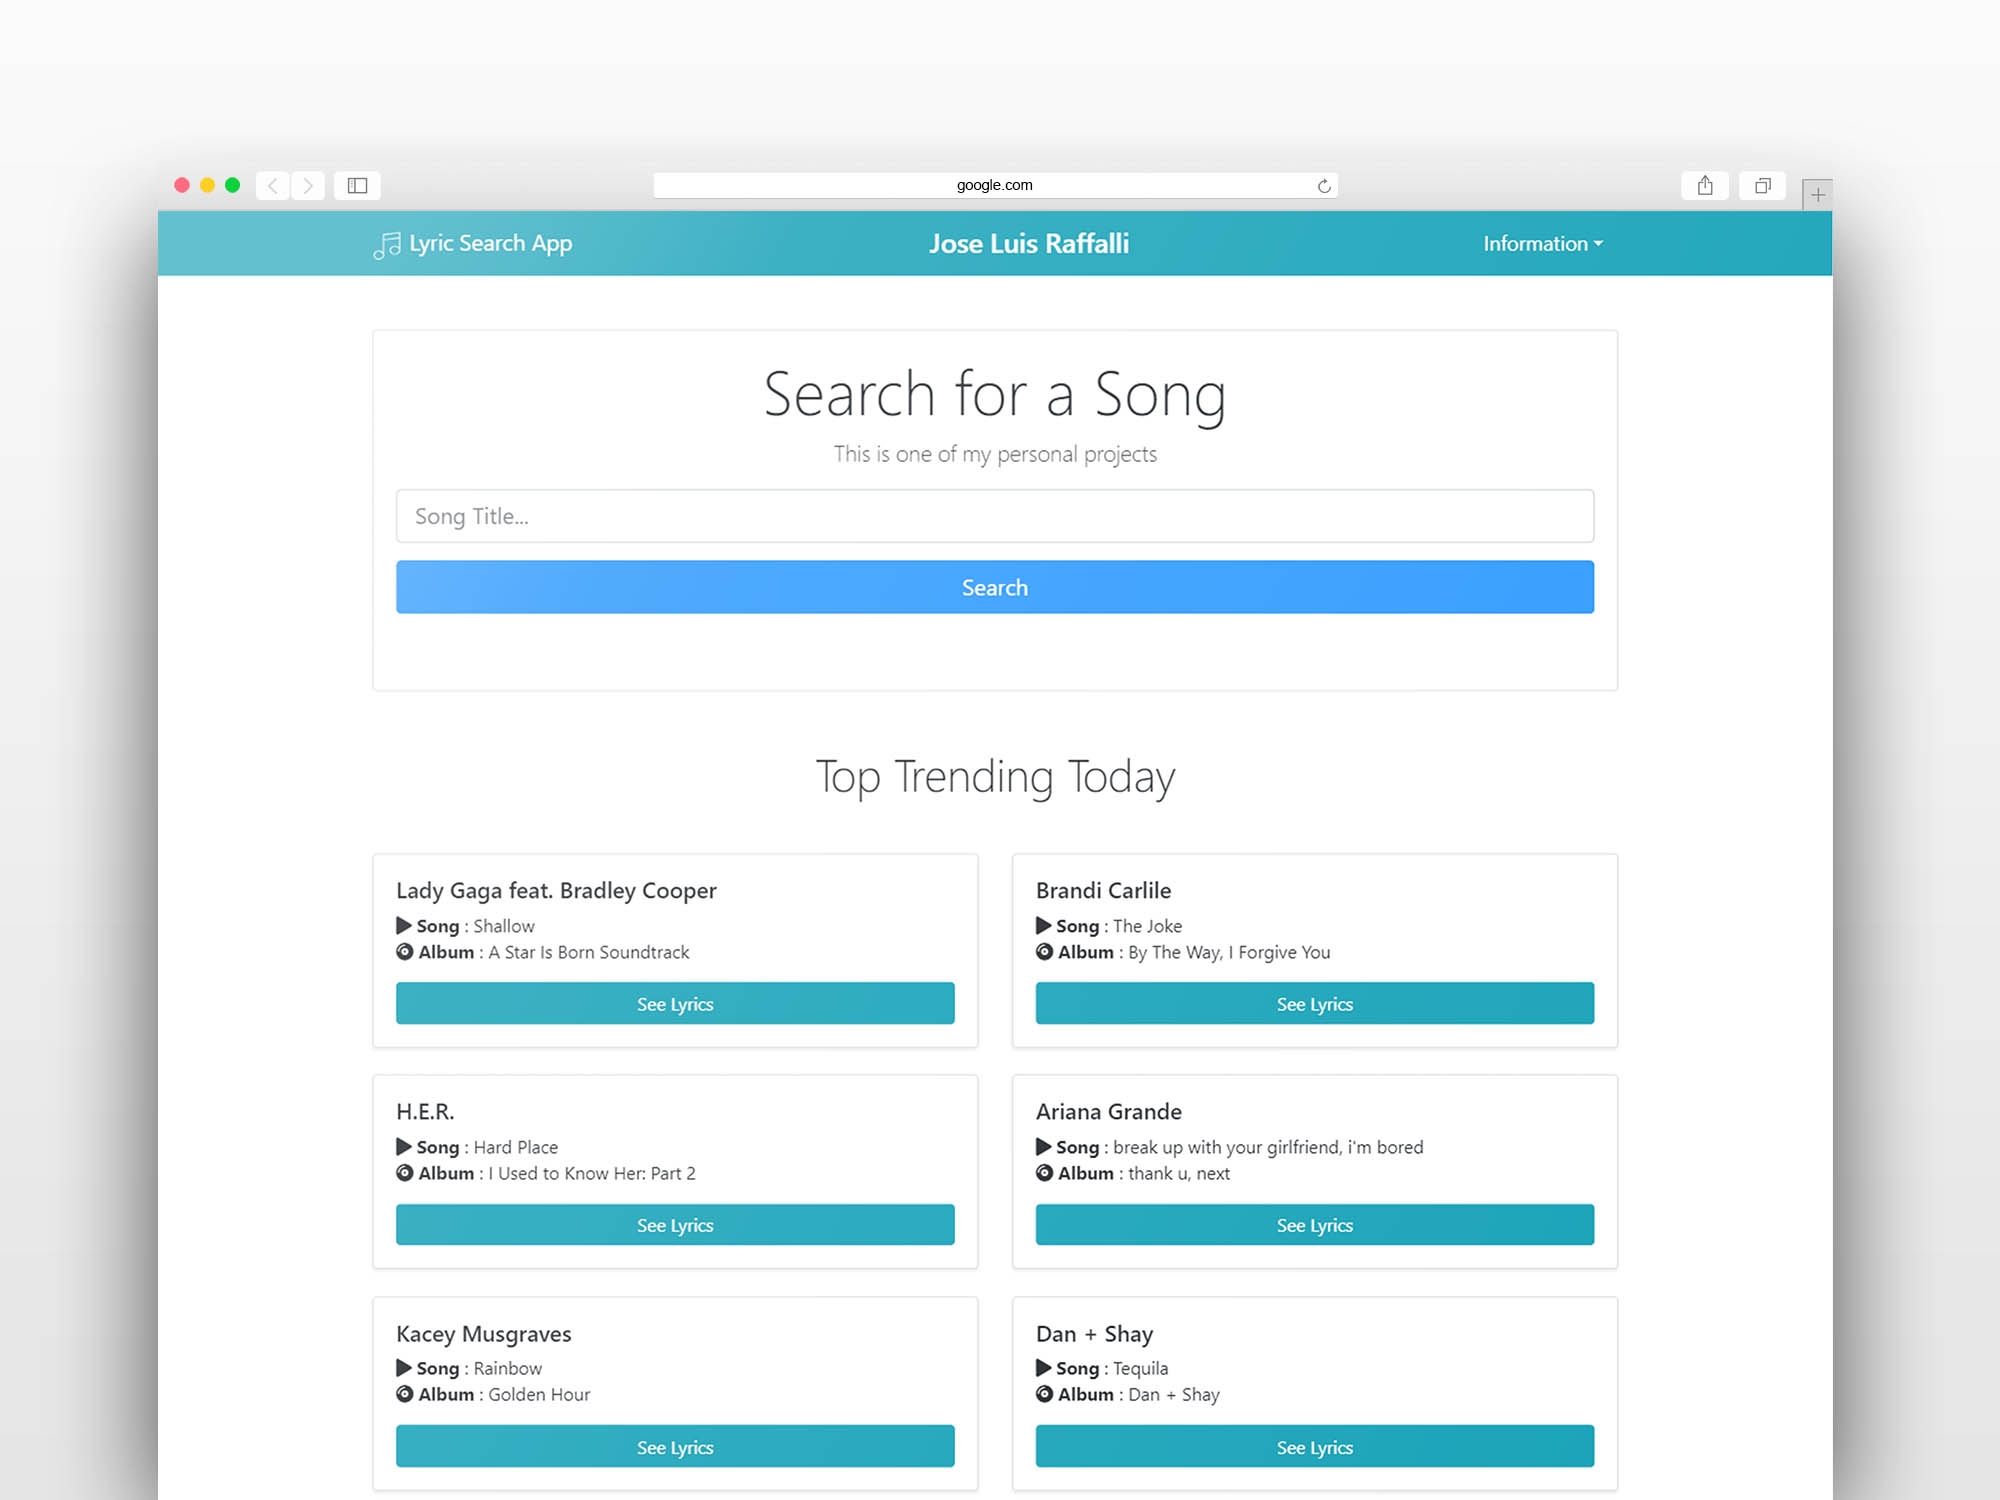 google.com
Lyric Search App
Jose Luis Raffalli
Information
Search for a Song
This is one of my personal projects
Song Title...
Search
Top Trending Today
Lady Gaga feat. Bradley Cooper
Song : Shallow
Album : A Star Is Born Soundtrack
See Lyrics
Brandi Carlile
Song : The Joke
Album : By The Way, I Forgive You
See Lyrics
H.E.R.
Song : Hard Place
Album : I Used to Know Her: Part 2
See Lyrics
Ariana Grande
Song : break up with your girlfriend, i'm bored
Album : thank u, next
See Lyrics
Kacey Musgraves
Song : Rainbow
Album : Golden Hour
See Lyrics
Dan + Shay
Song : Tequila
Album : Dan + Shay
See Lyrics